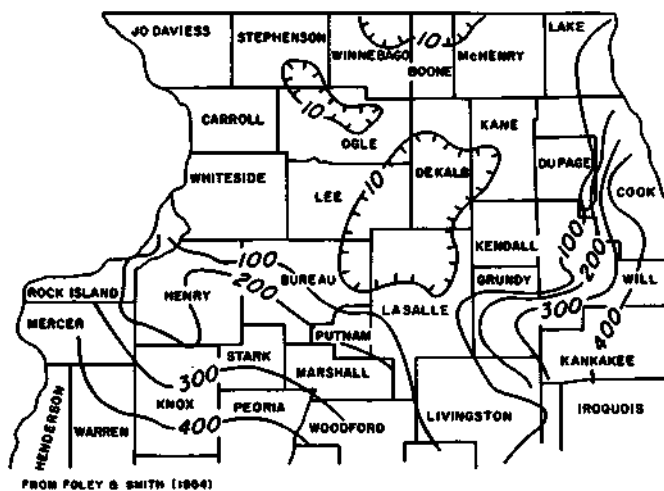 JO DAVIESS
STEPHENSON
WINNEBAGO
10
BOONE
McHENRY
LAKE
CARROLL
10
OGLE
KANE
WHITESIDE
LEE
10
DEKALB
DUPAGE
COOK
KENDALL
100
200
100
BUREAU
ROCK ISLAND
HENRY
200
LASALLE
GRUNDY
300
WILL
MERCER
PUTNAM
400
STARK
MARSHALL
KANKAKEE
300
KNOX
400
PEORIA
WOODFORD
LIVINGSTON
IROQUOIS
HENDERSON
WARREN
FROM FOLEY & SMITH (1954)